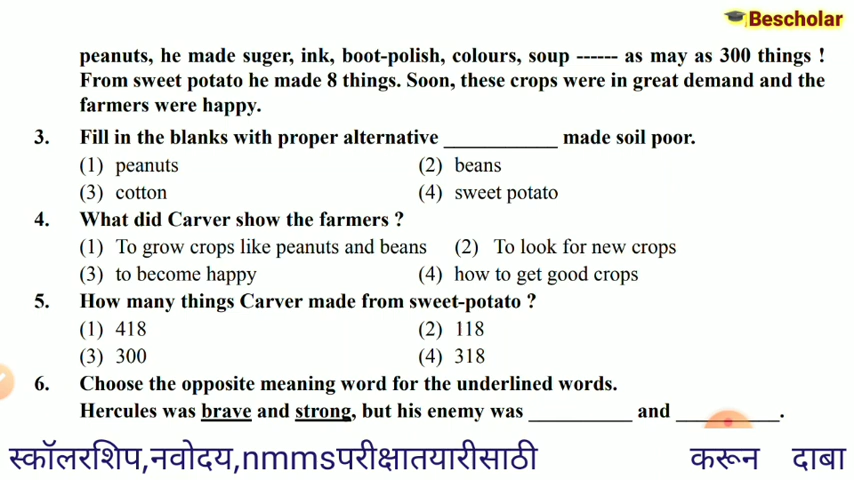 Bescholar
peanuts, he made suger, ink, boot-polish, colours, soup ------ as may as 300 things !
From sweet potato he made 8 things. Soon, these crops were in great demand and the
farmers were happy.
3. Fill in the blanks with proper alternative ___________ made soil poor.
(1) peanuts (2) beans
(3) cotton (4) sweet potato
4. What did Carver show the farmers ?
(1) To grow crops like peanuts and beans (2) To look for new crops
(3) to become happy (4) how to get good crops
5. How many things Carver made from sweet-potato ?
(1) 418 (2) 118
(3) 300 (4) 318
6. Choose the opposite meaning word for the underlined words.
Hercules was brave and strong, but his enemy was __________ and __________.
स्कॉलरशिप,नवोदय,nmmsपरीक्षातयारीसाठी करून दाबा